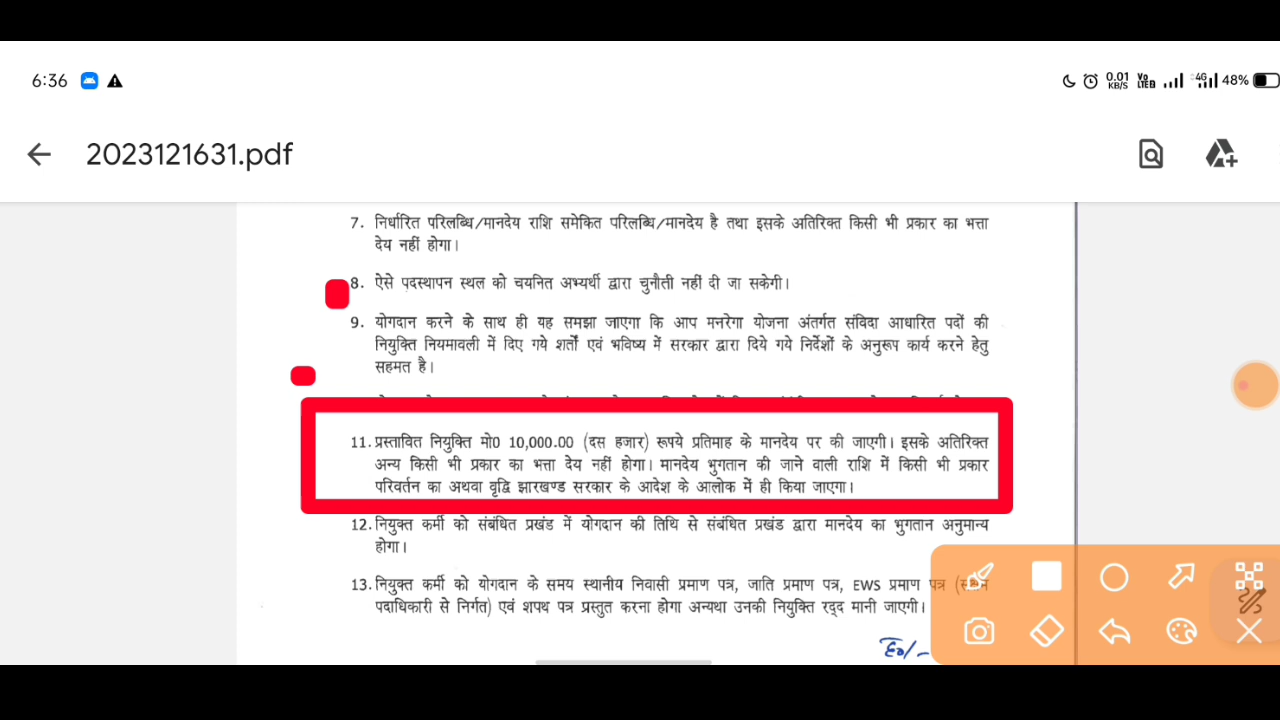 6:36
0.01 KB/S Vo LTE 2 4G 48%
2023121631.pdf
7. निर्धारित परिलब्धि/मानदेय राशि समेकित परिलब्धि/मानदेय है तथा इसके अतिरिक्त किसी भी प्रकार का भत्ता
देय नहीं होगा।
8. ऐसे पदस्थापन स्थल को चयनित अभ्यर्थी द्वारा चुनौती नहीं दी जा सकेगी।
9. योगदान करने के साथ ही यह समझा जाएगा कि आप मनरेगा योजना अंतर्गत संविदा आधारित पदों की
नियुक्ति नियमावली में दिए गये शर्तों एवं भविष्य में सरकार द्वारा दिये गये निर्देशों के अनुरूप कार्य करने हेतु
सहमत है।
11. प्रस्तावित नियुक्ति मो0 10,000.00 (दस हजार) रूपये प्रतिमाह के मानदेय पर की जाएगी। इसके अतिरिक्त
अन्य किसी भी प्रकार का भत्ता देय नहीं होगा। मानदेय भुगतान की जाने वाली राशि में किसी भी प्रकार
परिवर्तन का अथवा वृद्वि झारखण्ड सरकार के आदेश के आलोक में ही किया जाएगा।
12. नियुक्त कर्मी को संबंधित प्रखंड में योगदान की तिथि से संबंधित प्रखंड द्वारा मानदेय का भुगतान अनुमान्य
होगा।
13. नियुक्त कर्मी को योगदान के समय स्थानीय निवासी प्रमाण पत्र, जाति प्रमाण पत्र, EWS प्रमाण पत्र
पदाधिकारी से निर्गत) एवं शपथ पत्र प्रस्तुत करना होगा अन्यथा उनकी नियुक्ति रद्द मानी जाएगी।